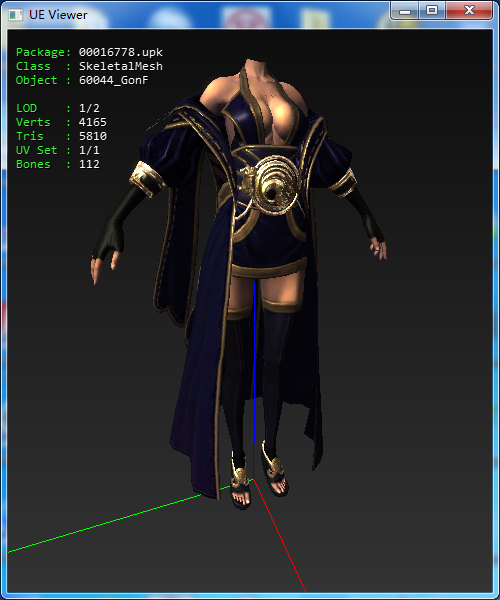 UE Viewer
Package: 00016778.upk
Class : SkeletalMesh
Object : 60044_GonF
LOD : 1/2
Verts : 4165
Tris : 5810
UV Set : 1/1
Bones : 112